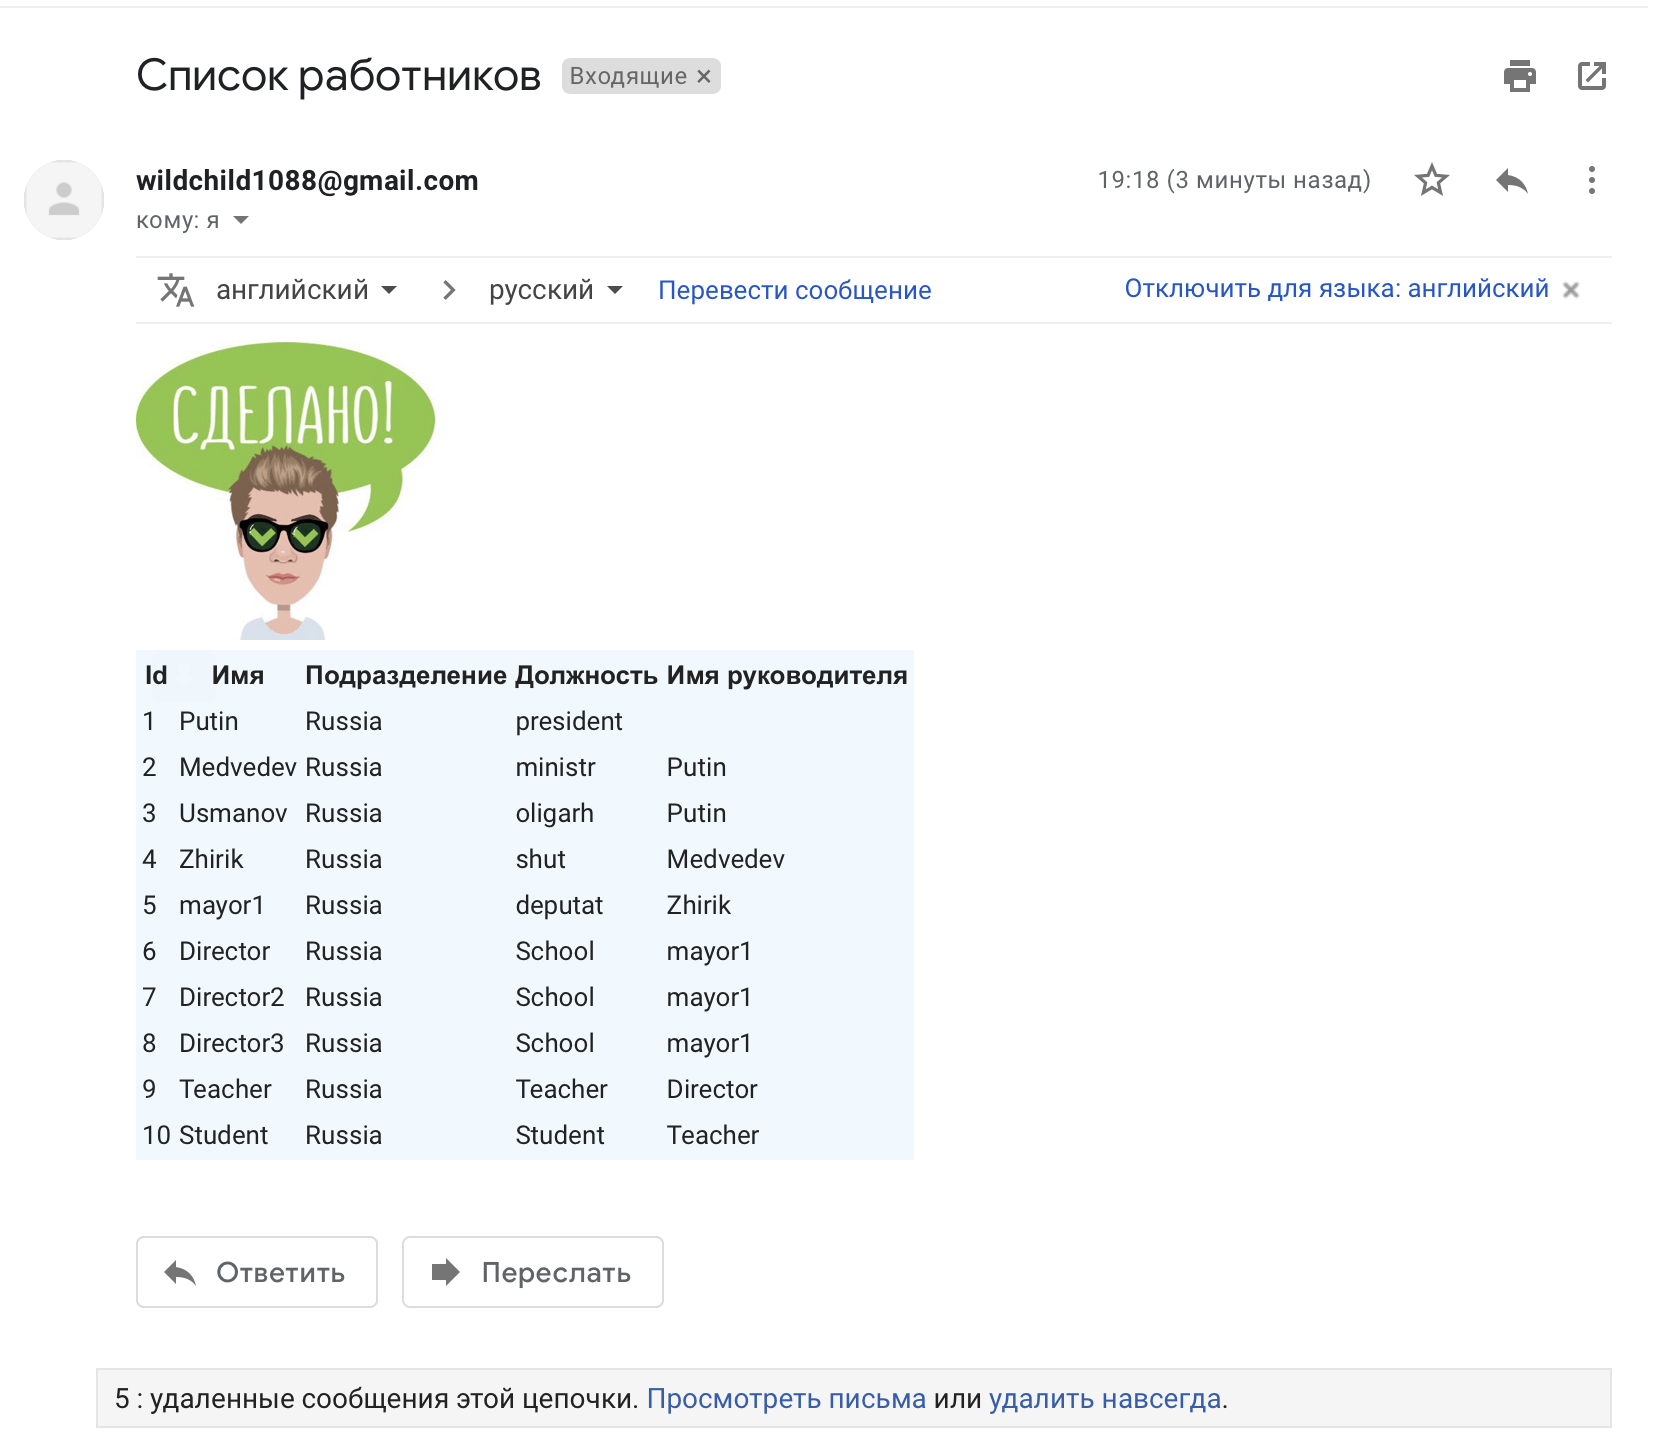 Список работников Входящие ×
wildchild1088@gmail.com 19:18 (3 минуты назад)
кому: я
английский > русский Перевести сообщение Отключить для языка: английский ×
СДЕЛАНО!
Id Имя Подразделение Должность Имя руководителя
1 Putin Russia president
2 Medvedev Russia ministr Putin
3 Usmanov Russia oligarh Putin
4 Zhirik Russia shut Medvedev
5 mayor1 Russia deputat Zhirik
6 Director Russia School mayor1
7 Director2 Russia School mayor1
8 Director3 Russia School mayor1
9 Teacher Russia Teacher Director
10 Student Russia Student Teacher
Ответить Переслать
5 : удаленные сообщения этой цепочки. Просмотреть письма или удалить навсегда.